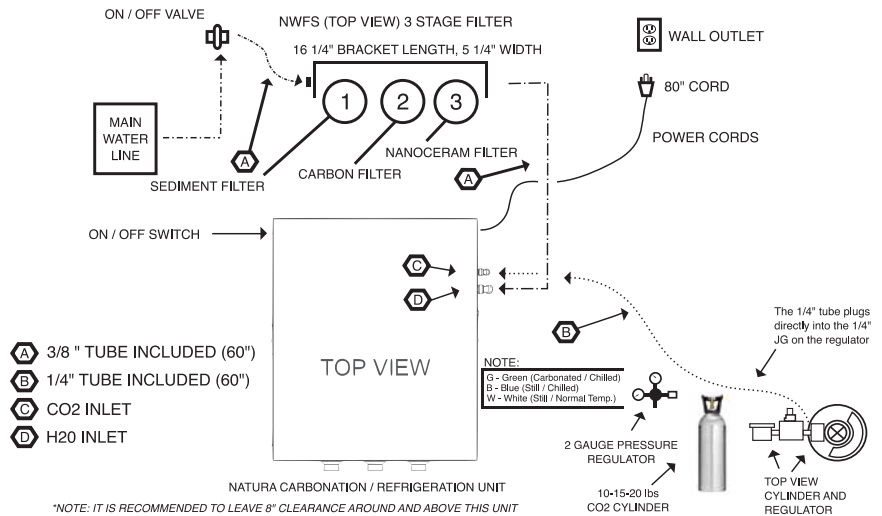 ON / OFF VALVE
NWFS (TOP VIEW) 3 STAGE FILTER
16 1/4" BRACKET LENGTH, 5 1/4" WIDTH
WALL OUTLET
80" CORD
POWER CORDS
MAIN
WATER
LINE
1
2
3
A
SEDIMENT FILTER
CARBON FILTER
NANOCERAM FILTER
A
ON / OFF SWITCH
C
D
B
The 1/4" tube plugs
directly into the 1/4"
JG on the regulator
A 3/8 " TUBE INCLUDED (60")
B 1/4" TUBE INCLUDED (60")
C CO2 INLET
D H20 INLET
TOP VIEW
NOTE:
G - Green (Carbonated / Chilled)
B - Blue (Still / Chilled)
W - White (Still / Normal Temp.)
2 GAUGE PRESSURE
REGULATOR
10-15-20 lbs
CO2 CYLINDER
TOP VIEW
CYLINDER AND
REGULATOR
NATURA CARBONATION / REFRIGERATION UNIT
*NOTE: IT IS RECOMMENDED TO LEAVE 8" CLEARANCE AROUND AND ABOVE THIS UNIT